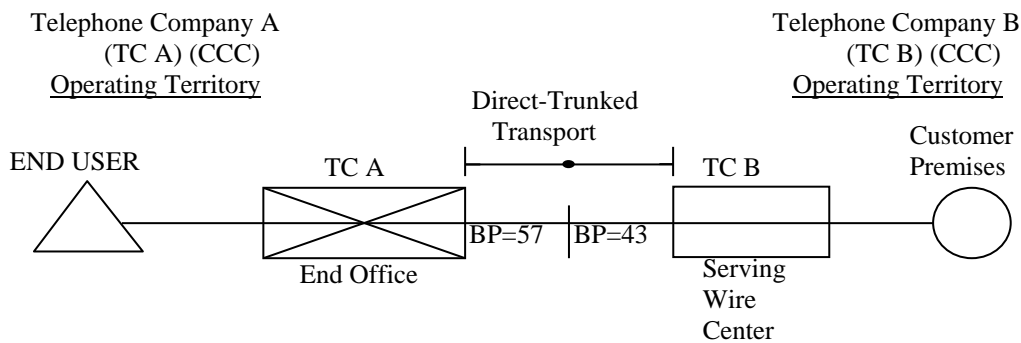 Telephone Company A
(TC A) (CCC)
Operating Territory
Telephone Company B
(TC B) (CCC)
Operating Territory
Direct-Trunked
Transport
Customer
Premises
END USER
TC A
TC B
BP=57
BP=43
End Office
Serving
Wire
Center